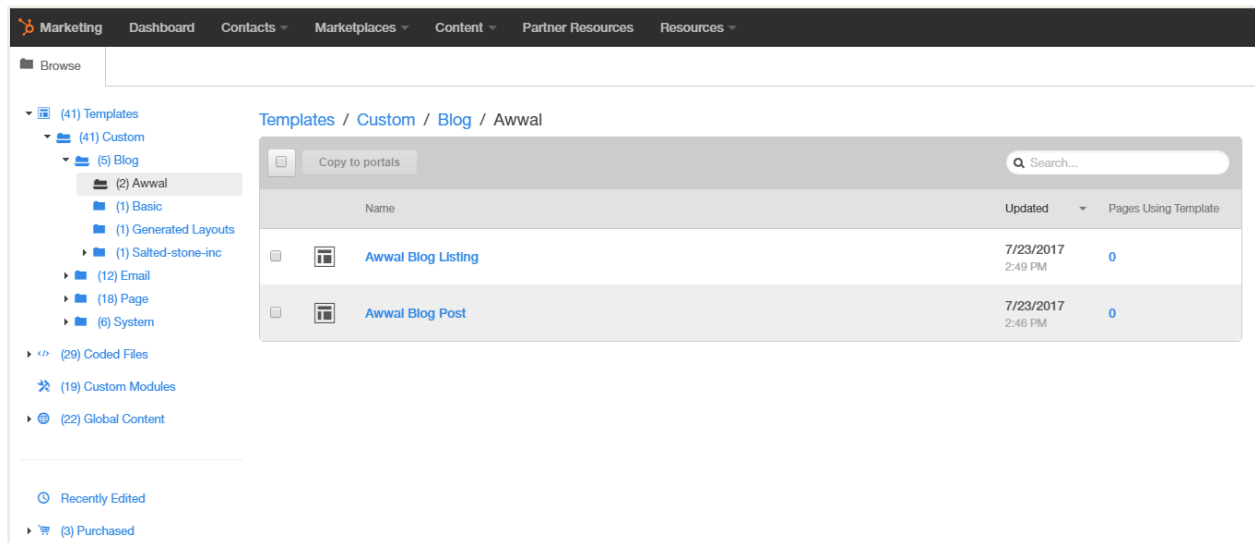 Marketing Dashboard Contacts Marketplaces Content Partner Resources Resources
Browse
(41) Templates
(41) Custom
(5) Blog
(2) Awwal
(1) Basic
(1) Generated Layouts
(1) Salted-stone-inc
(12) Email
(18) Page
(6) System
(29) Coded Files
(19) Custom Modules
(22) Global Content
Recently Edited
(3) Purchased
Templates / Custom / Blog / Awwal
Copy to portals Search...
Name Updated Pages Using Template
Awwal Blog Listing 7/23/2017 0
2:49 PM
Awwal Blog Post 7/23/2017 0
2:46 PM